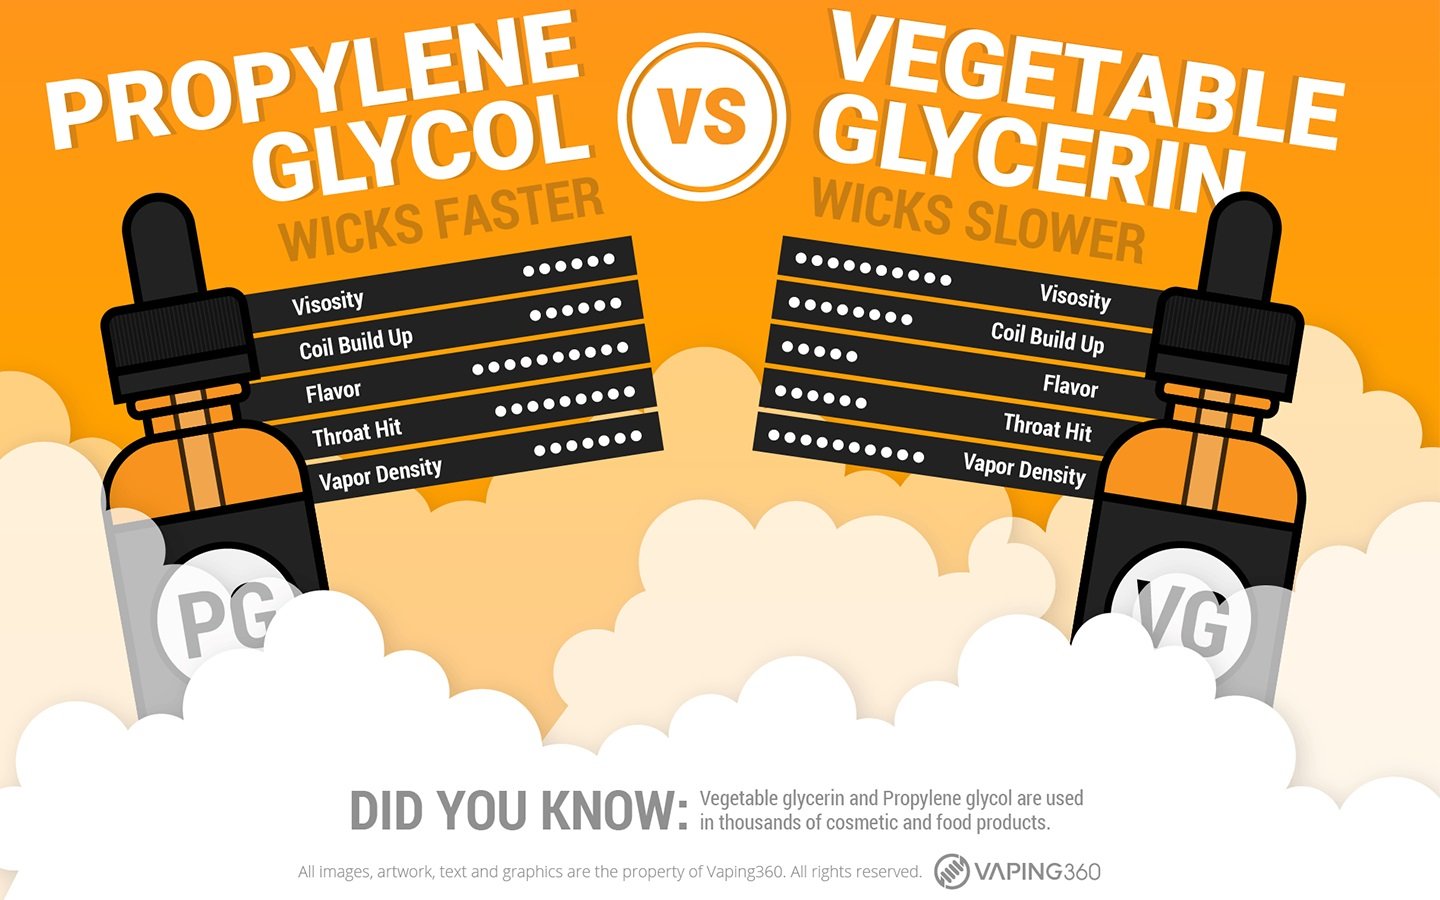 PROPYLENE
GLYCOL
WICKS FASTER
VS
VEGETABLE
GLYCERIN
WICKS SLOWER
Visosity
Coil Build Up
Flavor
Throat Hit
Vapor Density
Visosity
Coil Build Up
Flavor
Throat Hit
Vapor Density
PG
VG
DID YOU KNOW:
Vegetable glycerin and Propylene glycol are used
in thousands of cosmetic and food products.
All images, artwork, text and graphics are the property of Vaping360. All rights reserved.
VAPING360